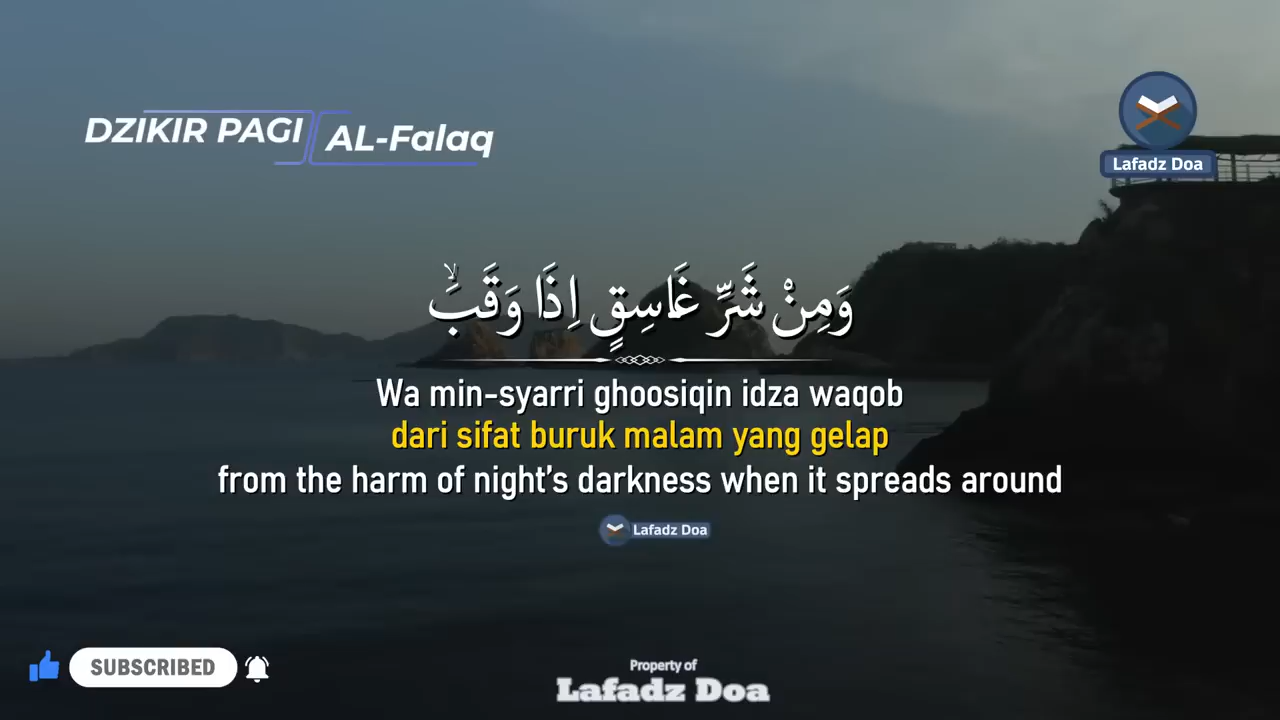 DZIKIR PAGI
AL-Falaq
Lafadz Doa
وَمِنْ شَرِّ غَاسِقٍ اِذَا وَقَبَۙ
Wa min-syarri ghoosiqin idza waqob
dari sifat buruk malam yang gelap
from the harm of night's darkness when it spreads around
Lafadz Doa
SUBSCRIBED
Property of
Lafadz Doa